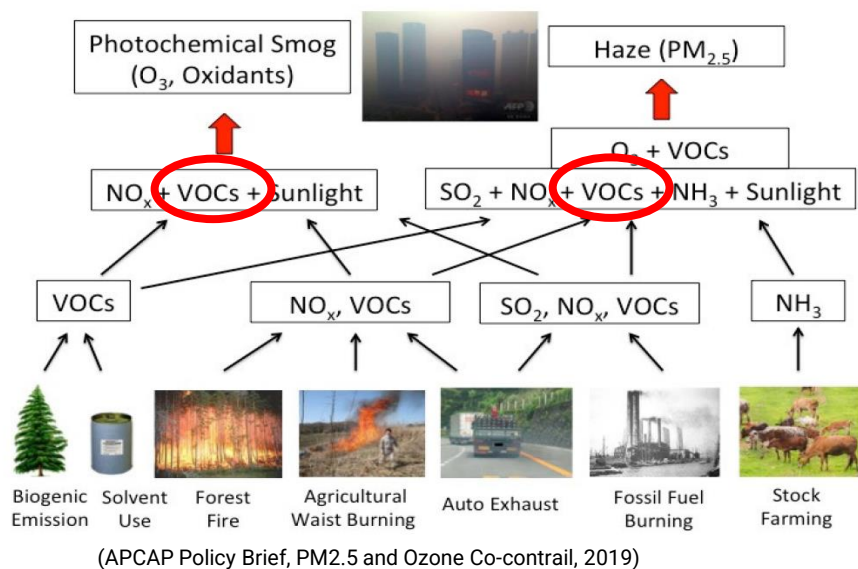 Photochemical Smog
(O₃, Oxidants)
Haze (PM₂.₅)
AFP
O₃ + VOCs
NOₓ + VOCs + Sunlight
SO₂ + NOₓ + VOCs + NH₃ + Sunlight
VOCs
NOₓ, VOCs
SO₂, NOₓ, VOCs
NH₃
Biogenic
Emission
Solvent
Use
Forest
Fire
Agricultural
Waist Burning
Auto Exhaust
Fossil Fuel
Burning
Stock
Farming
(APCAP Policy Brief, PM2.5 and Ozone Co-contrail, 2019)